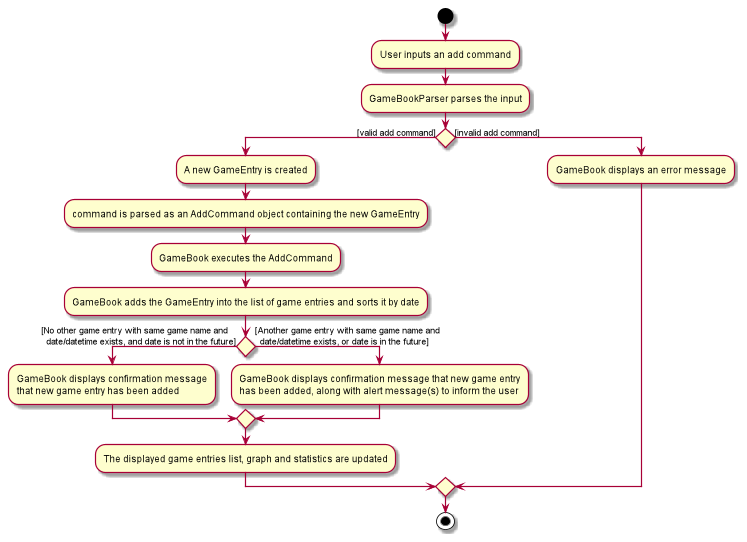 User inputs an add command
GameBookParser parses the input
[valid add command]
[invalid add command]
A new GameEntry is created
GameBook displays an error message
command is parsed as an AddCommand object containing the new GameEntry
GameBook executes the AddCommand
GameBook adds the GameEntry into the list of game entries and sorts it by date
[No other game entry with same game name and
date/datetime exists, and date is not in the future]
[Another game entry with same game name and
date/datetime exists, or date is in the future]
GameBook displays confirmation message
that new game entry has been added
GameBook displays confirmation message that new game entry
has been added, along with alert message(s) to inform the user
The displayed game entries list, graph and statistics are updated